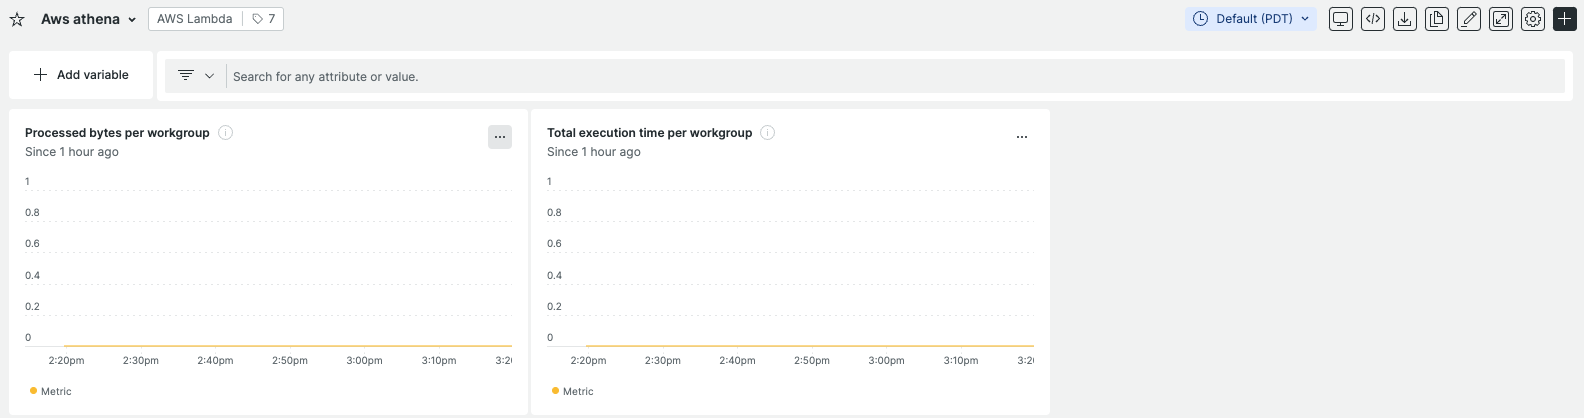 Aws athena
AWS Lambda 7
Default (PDT)
Add variable
Search for any attribute or value.
Processed bytes per workgroup
Since 1 hour ago
1
0.8
0.6
0.4
0.2
0
2:20pm 2:30pm 2:40pm 2:50pm 3:00pm 3:10pm 3:20
Metric
Total execution time per workgroup
Since 1 hour ago
1
0.8
0.6
0.4
0.2
0
2:20pm 2:30pm 2:40pm 2:50pm 3:00pm 3:10pm 3:20
Metric